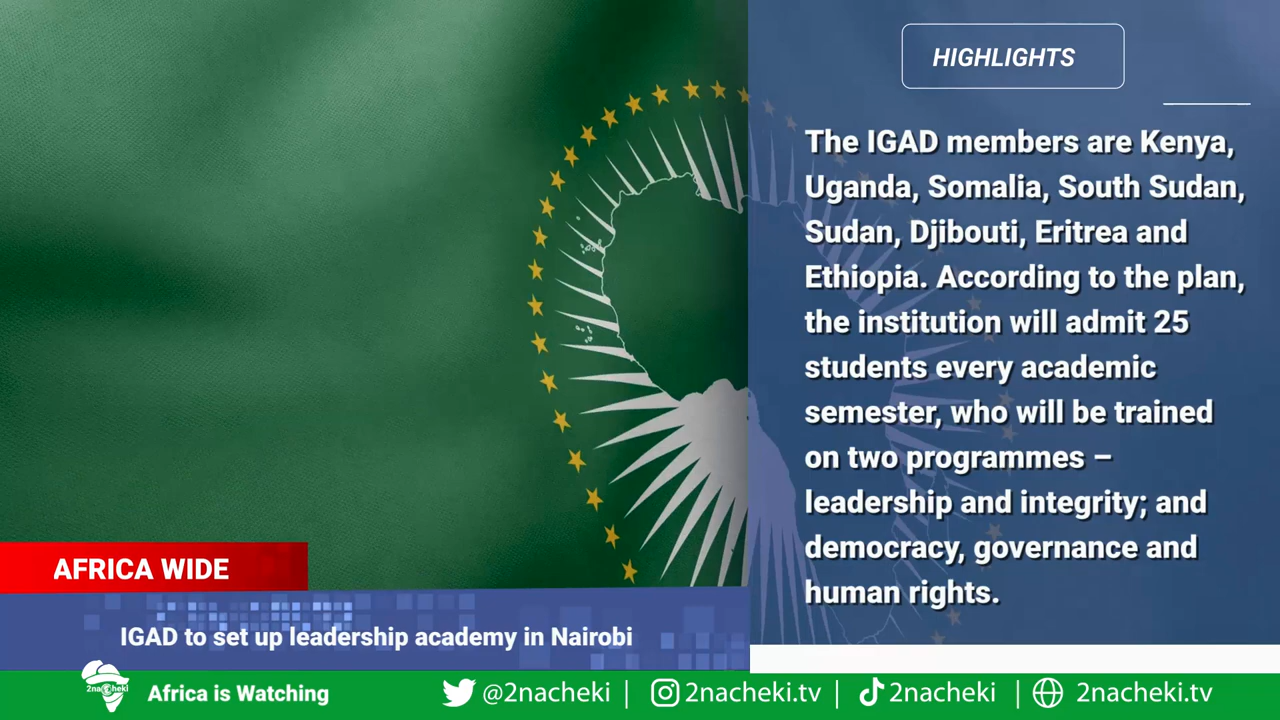 HIGHLIGHTS
The IGAD members are Kenya,
Uganda, Somalia, South Sudan,
Sudan, Djibouti, Eritrea and
Ethiopia. According to the plan,
the institution will admit 25
students every academic
semester, who will be trained
on two programmes –
leadership and integrity; and
democracy, governance and
human rights.
AFRICA WIDE
IGAD to set up leadership academy in Nairobi
2nacheki
Africa is Watching
@2nacheki | 2nacheki.tv | 2nacheki | 2nacheki.tv